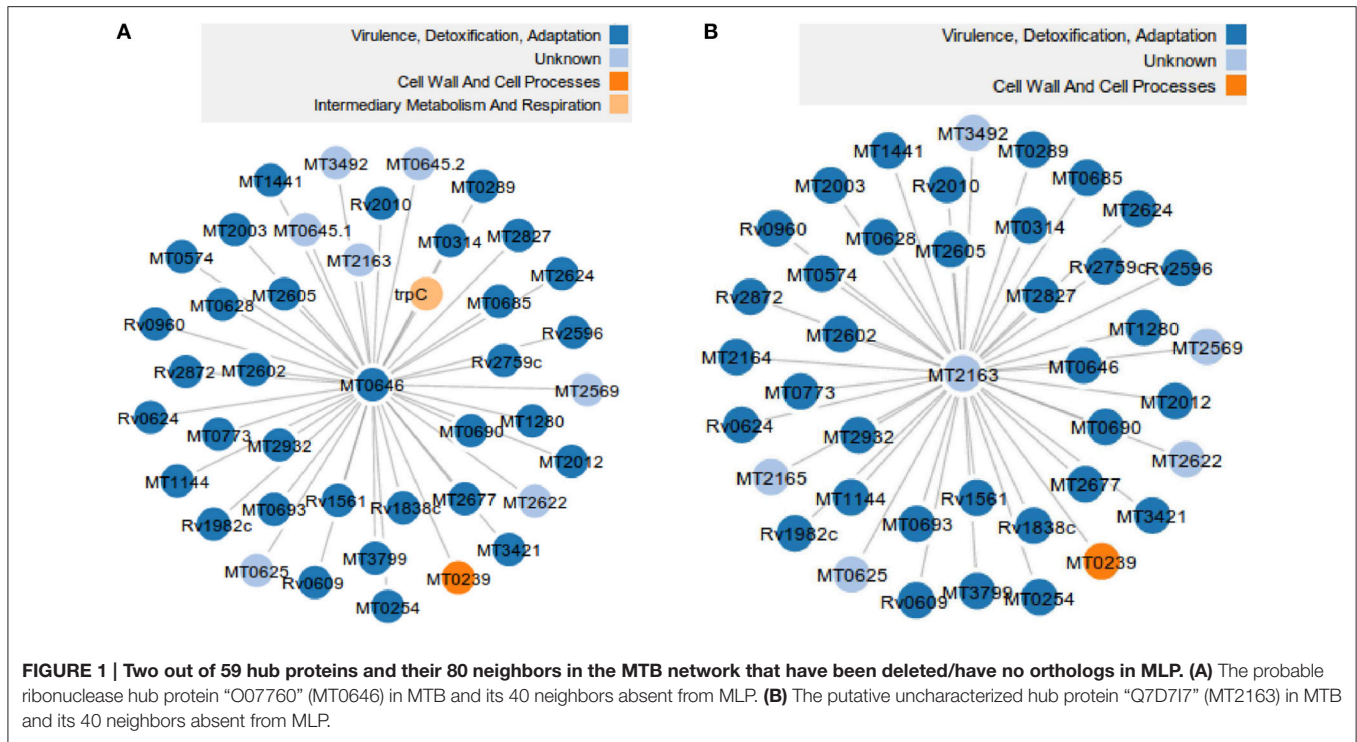 A
Virulence, Detoxification, Adaptation
Unknown
Cell Wall And Cell Processes
Intermediary Metabolism And Respiration
MT3492
MT0645.2
MT1441
MT0289
Rv2010
MT2003
MT0645.1
MT0314
MT2827
MT0574
MT2163
MT2624
trpC
MT0628
MT2605
MT0685
Rv0960
Rv2596
Rv2872
MT2602
Rv2759c
MT0646
MT2569
Rv0624
MT0773
MT2932
MT0690
MT1280
MT2012
MT1144
MT0693
Rv1561
Rv1838c
MT2677
MT2622
Rv1982c
MT3799
MT3421
MT0625
Rv0609
MT0239
MT0254
B
Virulence, Detoxification, Adaptation
Unknown
Cell Wall And Cell Processes
MT3492
MT1441
MT0289
MT2003
Rv2010
MT0685
MT2624
Rv0960
MT0628
MT2605
MT0314
MT0574
Rv2759c
Rv2596
Rv2872
MT2827
MT2602
MT1280
MT2569
MT2164
MT2163
MT0646
MT0773
MT2012
Rv0624
MT2932
MT0690
MT2165
MT2622
MT1144
Rv1561
MT2677
Rv1982c
MT0693
Rv1838c
MT3421
MT0625
MT0239
Rv0609
MT3799
MT0254
FIGURE 1 | Two out of 59 hub proteins and their 80 neighbors in the MTB network that have been deleted/have no orthologs in MLP. (A) The probable
ribonuclease hub protein “O07760” (MT0646) in MTB and its 40 neighbors absent from MLP. (B) The putative uncharacterized hub protein “Q7D7I7” (MT2163) in MTB
and its 40 neighbors absent from MLP.